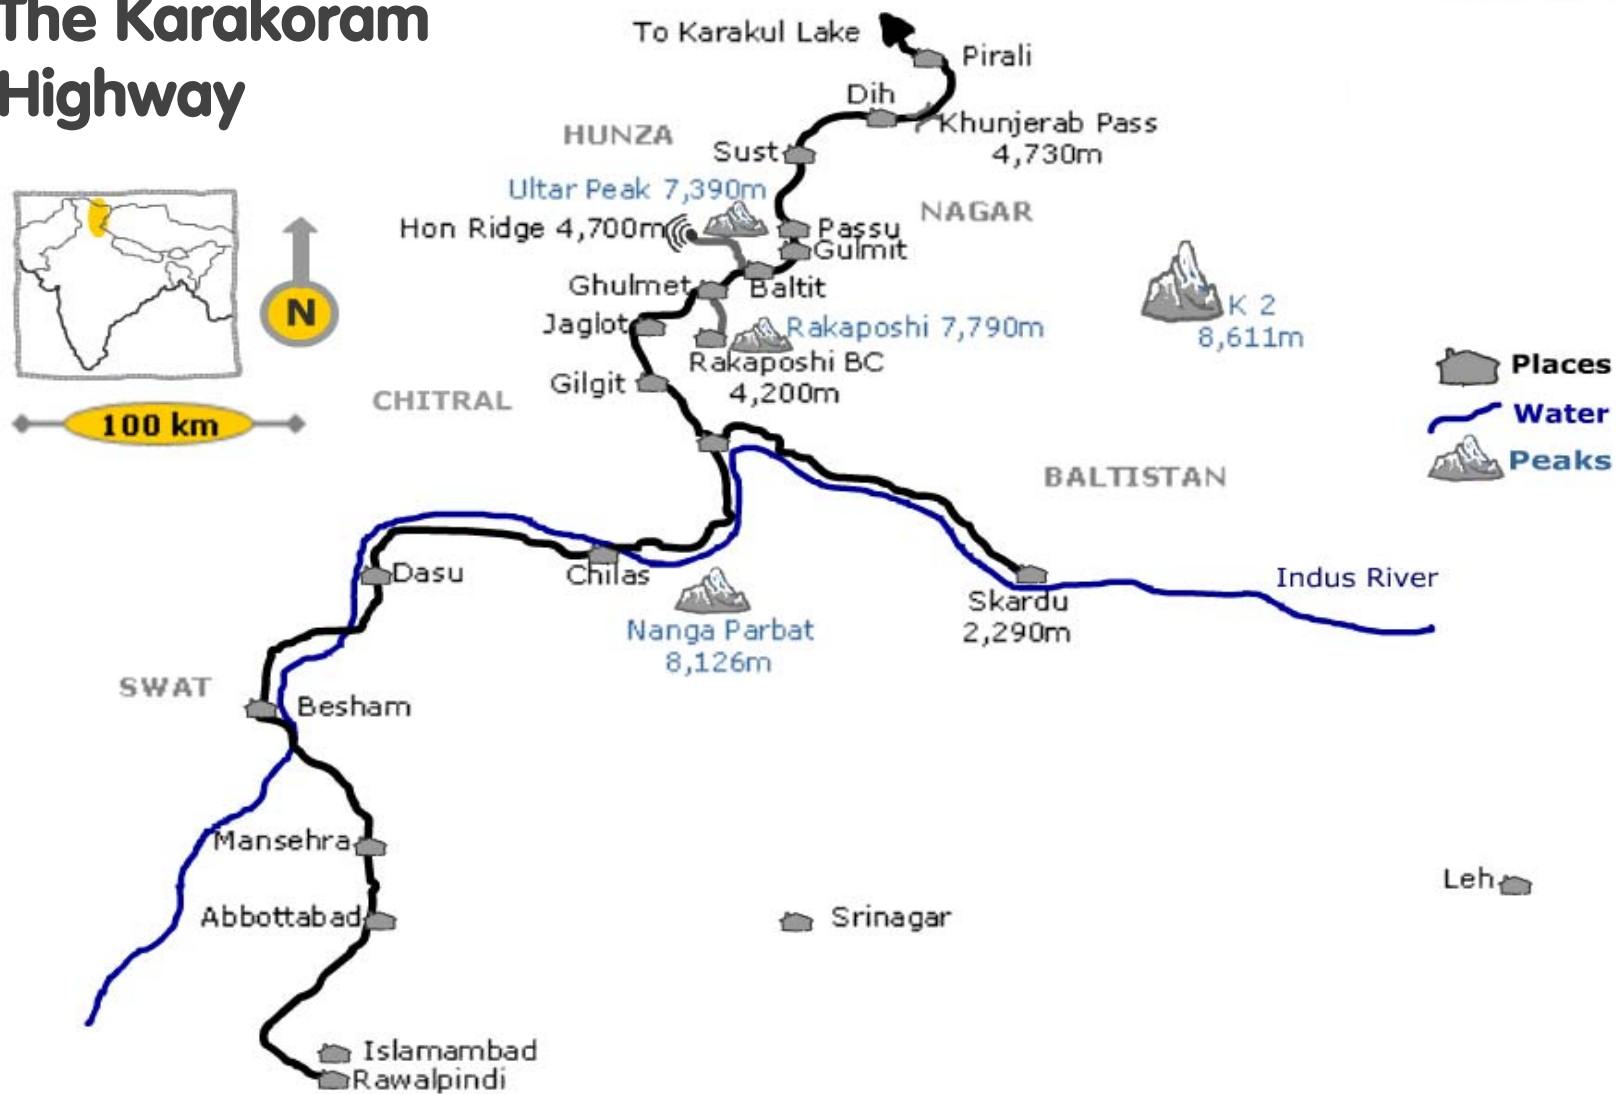 The Karakoram
Highway
To Karakul Lake
Pirali
Dih
Khunjerab Pass
4,730m
HUNZA
Sust
Ultar Peak 7,390m
NAGAR
Hon Ridge 4,700m
Passu
Gulmit
Ghulmet
Baltit
N
Jaglot
Rakaposhi 7,790m
K 2
8,611m
Rakaposhi BC
4,200m
Places
Gilgit
CHITRAL
Water
100 km
Peaks
BALTISTAN
Dasu
Chilas
Indus River
Skardu
2,290m
Nanga Parbat
8,126m
SWAT
Besham
Mansehra
Leh
Abbottabad
Srinagar
Islamambad
Rawalpindi